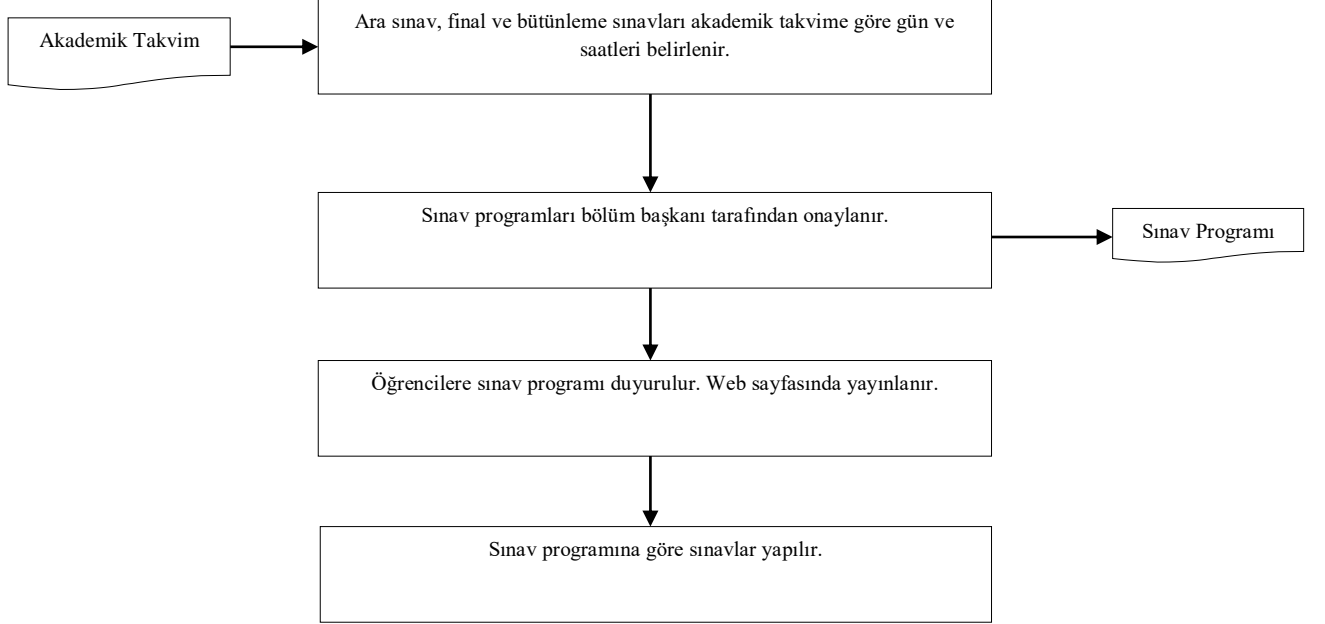 Akademik Takvim
Ara sınav, final ve bütünleme sınavları akademik takvime göre gün ve
saatleri belirlenir.
Sınav programları bölüm başkanı tarafından onaylanır.
Sınav Programı
Öğrencilere sınav programı duyurulur. Web sayfasında yayınlanır.
Sınav programına göre sınavlar yapılır.